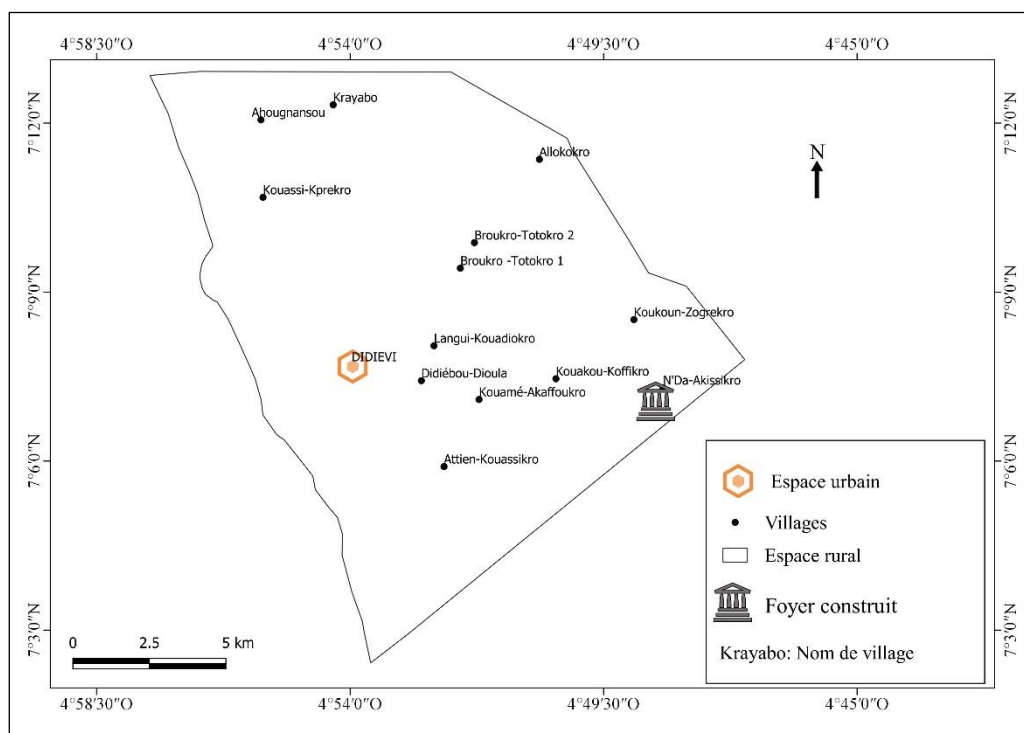 4°58'30"O 4°54'0"O 4°49'30"O 4°45'0"O
7°12'0"N 7°12'0"N
7°9'0"N 7°9'0"N
7°6'0"N 7°6'0"N
7°3'0"N 7°3'0"N
Krayabo
Ahougnansou
Allokokro
N
Kouassi-Kprekro
Broukro-Totokro 2
Broukro -Totokro 1
Koukoun-Zogrekro
Langui-Kouadiokro
DIDIEVI
Didiébou-Dioula
Kouakou-Koffikro
N'Da-Akissikro
Kouamé-Akaffoukro
Attien-Kouassikro
Espace urbain
Villages
Espace rural
Foyer construit
Krayabo: Nom de village
0 2.5 5 km
4°58'30"O 4°54'0"O 4°49'30"O 4°45'0"O